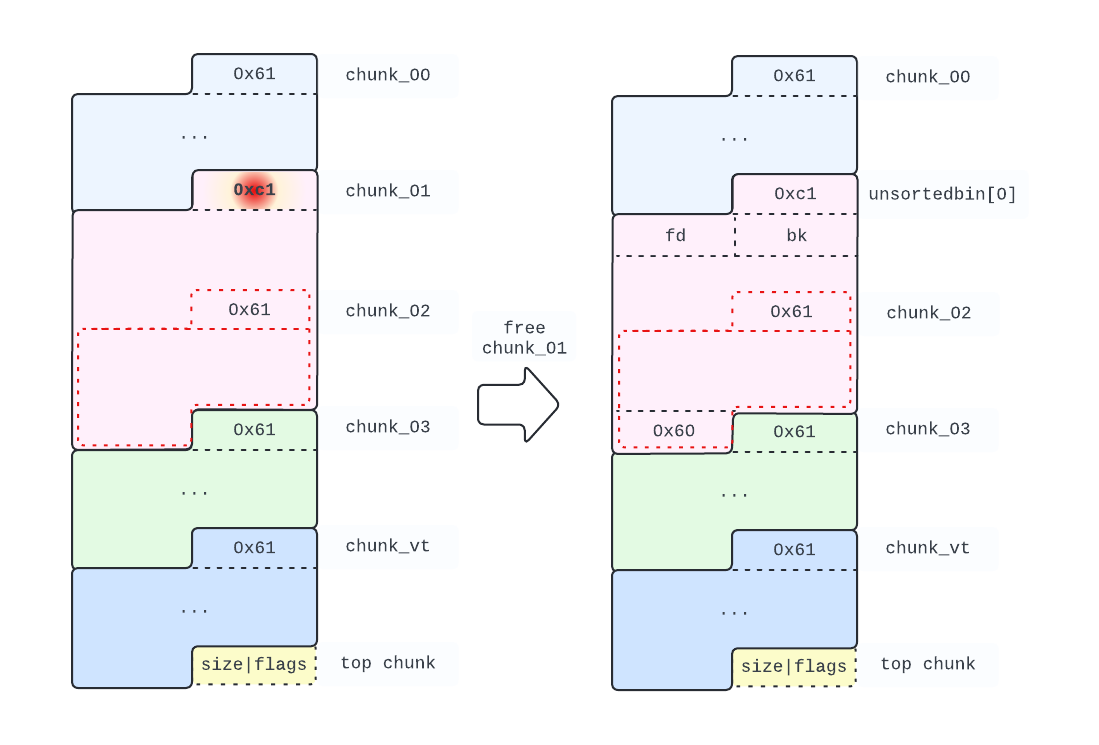 0x61
chunk_00
...
0xc1
chunk_01
0x61
chunk_02
0x61
chunk_03
...
0x61
chunk_vt
...
size|flags
top chunk
free
chunk_01
0x61
chunk_00
...
0xc1
unsortedbin[0]
fd
bk
0x61
chunk_02
0x60
0x61
chunk_03
...
0x61
chunk_vt
...
size|flags
top chunk